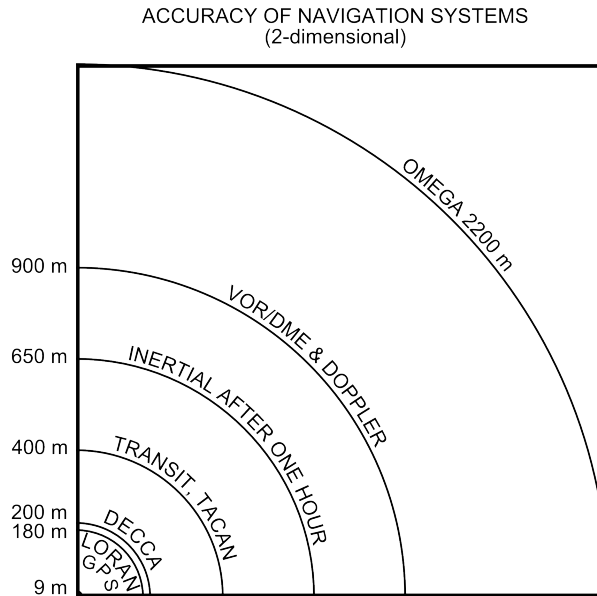 ACCURACY OF NAVIGATION SYSTEMS
(2-dimensional)
OMEGA 2200 m
900 m
VOR/DME & DOPPLER
650 m
INERTIAL AFTER ONE HOUR
400 m
TRANSIT, TACAN
200 m
DECCA
180 m
LORAN
GPS
9 m